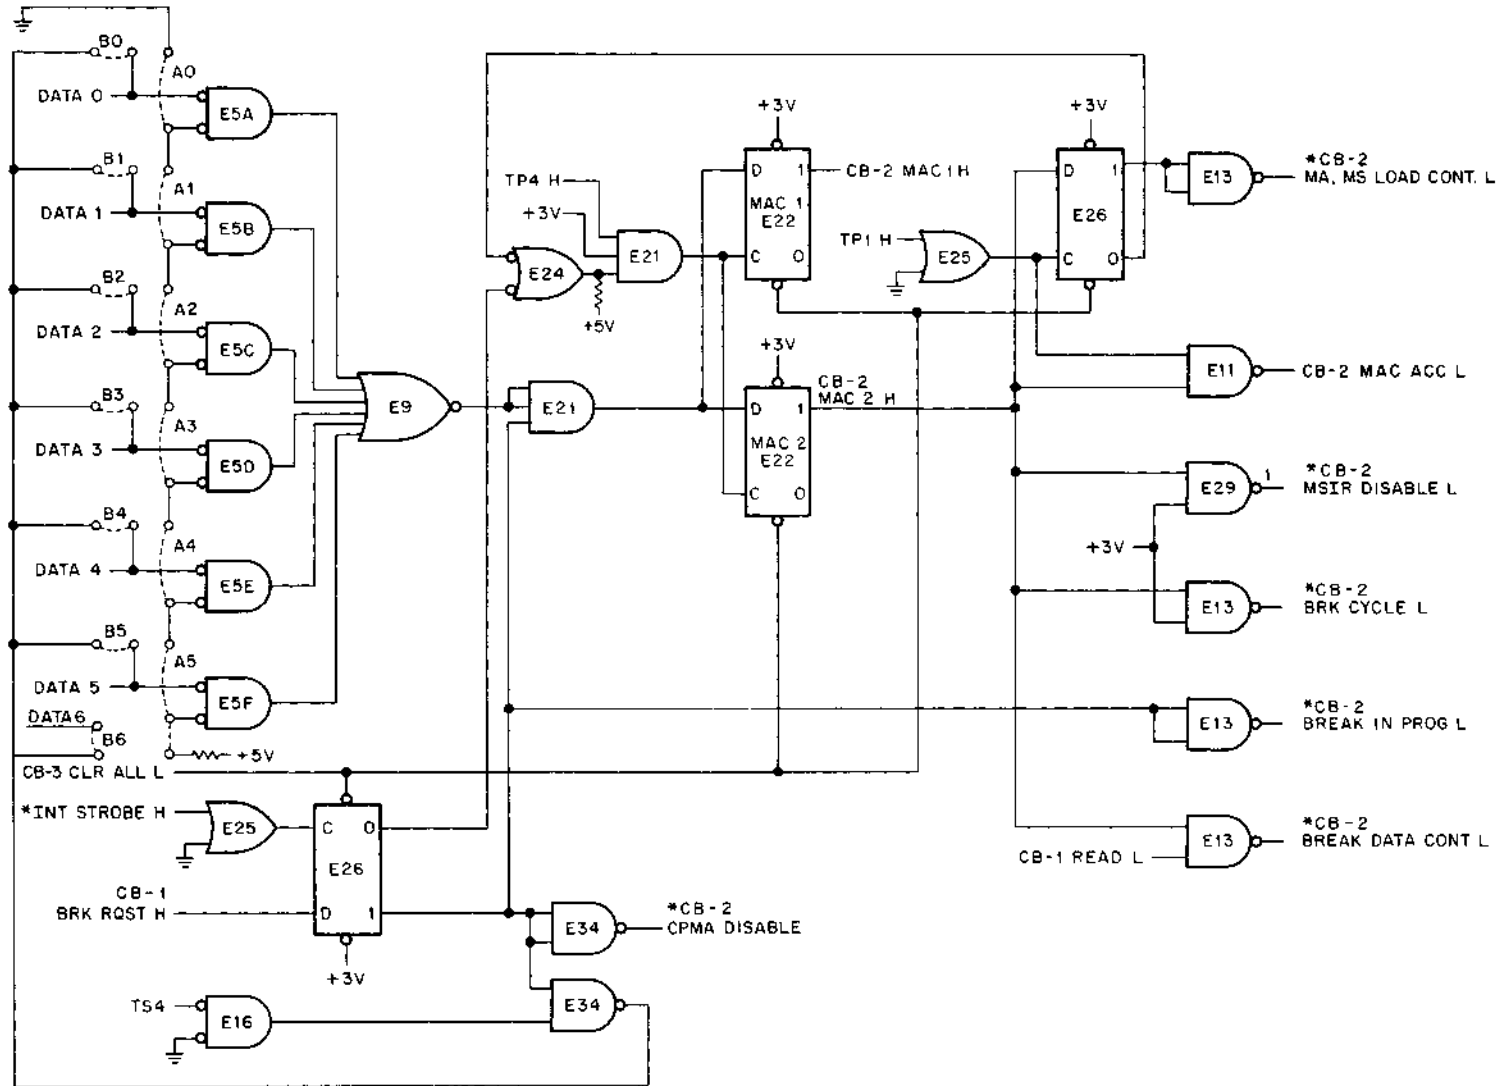 B0
A0
DATA 0
E5A
B1
A1
DATA 1
E5B
B2
A2
DATA 2
E5C
B3
A3
DATA 3
E5D
B4
A4
DATA 4
E5E
B5
A5
DATA 5
E5F
DATA6
B6
+5V
CB-3 CLR ALL L
*INT STROBE H
E25
C
0
E26
CB-1
BRK RQST H
D
1
+3V
TS4
E16
E9
TP4 H
+3V
E21
E24
+5V
E21
+3V
D
1
CB-2 MAC 1 H
MAC 1
E22
C
0
+3V
CB-2
MAC 2 H
D
1
MAC 2
E22
C
0
+3V
D
1
E26
TP1 H
E25
C
0
E13
*CB-2
MA, MS LOAD CONT. L
E11
CB-2 MAC ACC L
E29
1
*CB-2
MSIR DISABLE L
+3V
E13
*CB-2
BRK CYCLE L
E13
*CB-2
BREAK IN PROG L
CB-1 READ L
E13
*CB-2
BREAK DATA CONT L
E34
*CB-2
CPMA DISABLE
E34